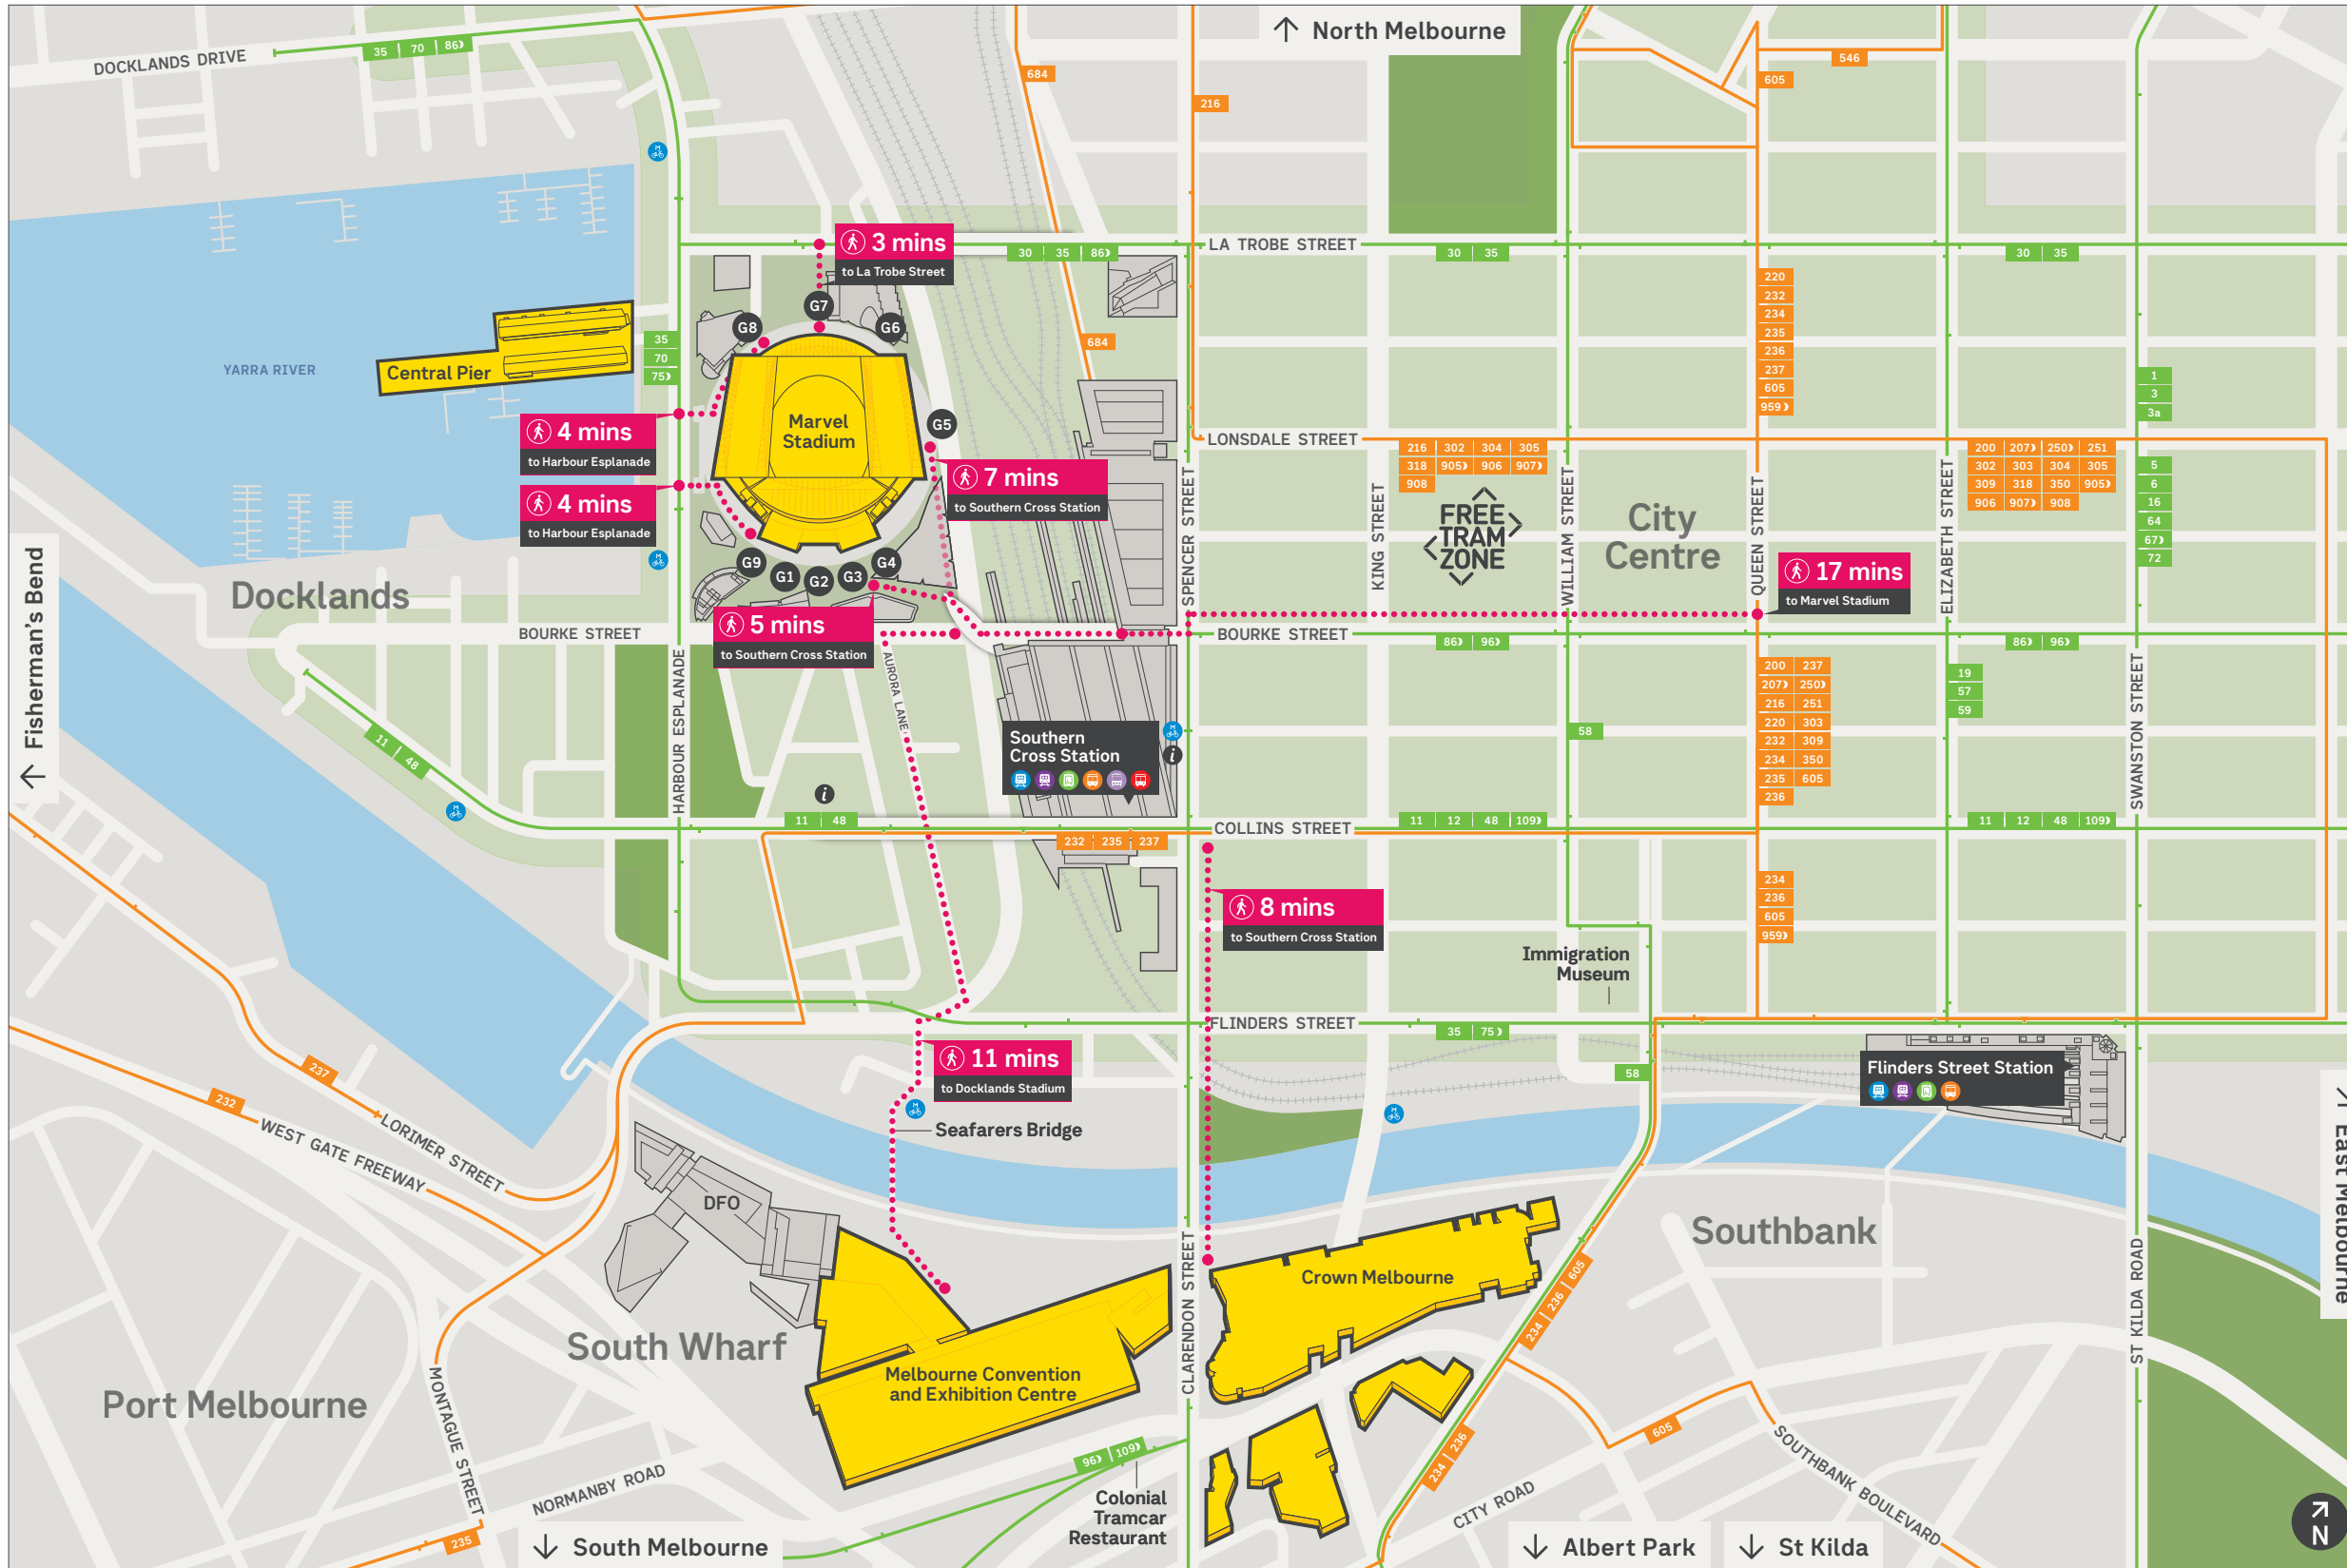 ↑ North Melbourne
DOCKLANDS DRIVE
35 | 70 | 86
684
216
605
546
3 mins
to La Trobe Street
LA TROBE STREET
30 35 86
30 35
30 35
G7
G8
G6
35
70
75
684
220
232
234
235
236
237
605
959
1
3
3a
YARRA RIVER
Central Pier
Marvel
Stadium
G5
4 mins
to Harbour Esplanade
LONSDALE STREET
216 302 304 305
318 905 906 907
908
200 207 250 251
302 303 304 305
309 318 350 905
906 907 908
5
6
16
64
67
72
7 mins
to Southern Cross Station
4 mins
to Harbour Esplanade
SPENCER STREET
KING STREET
FREE
TRAM
ZONE
WILLIAM STREET
City
Centre
QUEEN STREET
ELIZABETH STREET
17 mins
to Marvel Stadium
← Fisherman's Bend
Docklands
G9
G1
G2
G3
G4
5 mins
to Southern Cross Station
BOURKE STREET
BOURKE STREET
86 96
86 96
HARBOUR ESPLANADE
AURORA LANE
200 237
207 250
216 251
220 303
232 309
234 350
235 605
236
19
57
59
SWANSTON STREET
58
11 | 48
Southern
Cross Station
i
i
11 48
COLLINS STREET
232 235 237
11 12 48 109
11 12 48 109
234
236
605
959
8 mins
to Southern Cross Station
Immigration
Museum
FLINDERS STREET
35 75
58
11 mins
to Docklands Stadium
Flinders Street Station
East Melbourne
237
232
WEST GATE FREEWAY
LORIMER STREET
Seafarers Bridge
DFO
Southbank
CLARENDON STREET
Crown Melbourne
234 | 236 | 605
ST KILDA ROAD
South Wharf
Melbourne Convention
and Exhibition Centre
Port Melbourne
MONTAGUE STREET
NORMANBY ROAD
96 | 109
234 | 236
605
CITY ROAD
SOUTHBANK BOULEVARD
Colonial
Tramcar
Restaurant
235
↓ South Melbourne
↓ Albert Park
↓ St Kilda
N